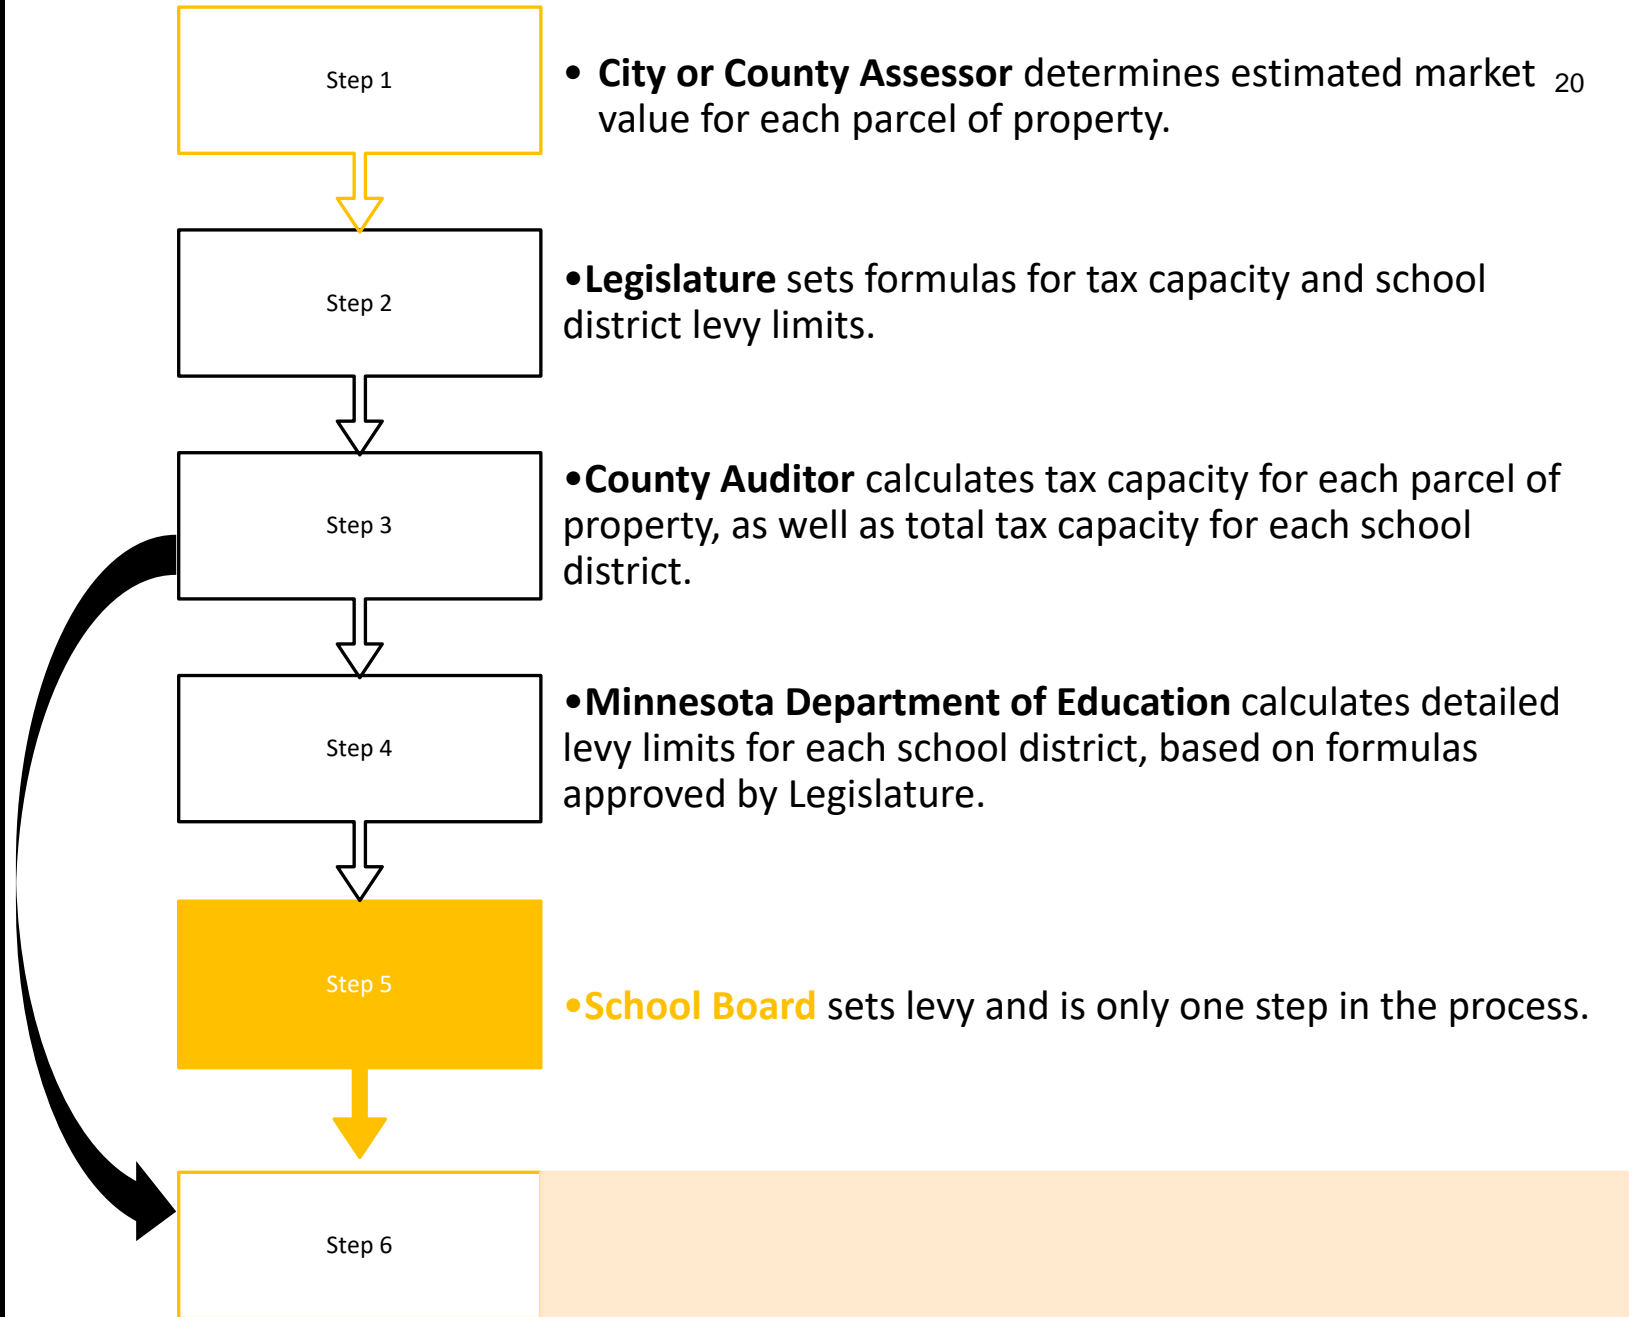 Step 1
• City or County Assessor determines estimated market
value for each parcel of property.
20
Step 2
•Legislature sets formulas for tax capacity and school
district levy limits.
Step 3
•County Auditor calculates tax capacity for each parcel of
property, as well as total tax capacity for each school
district.
Step 4
•Minnesota Department of Education calculates detailed
levy limits for each school district, based on formulas
approved by Legislature.
Step 5
•School Board sets levy and is only one step in the process.
Step 6